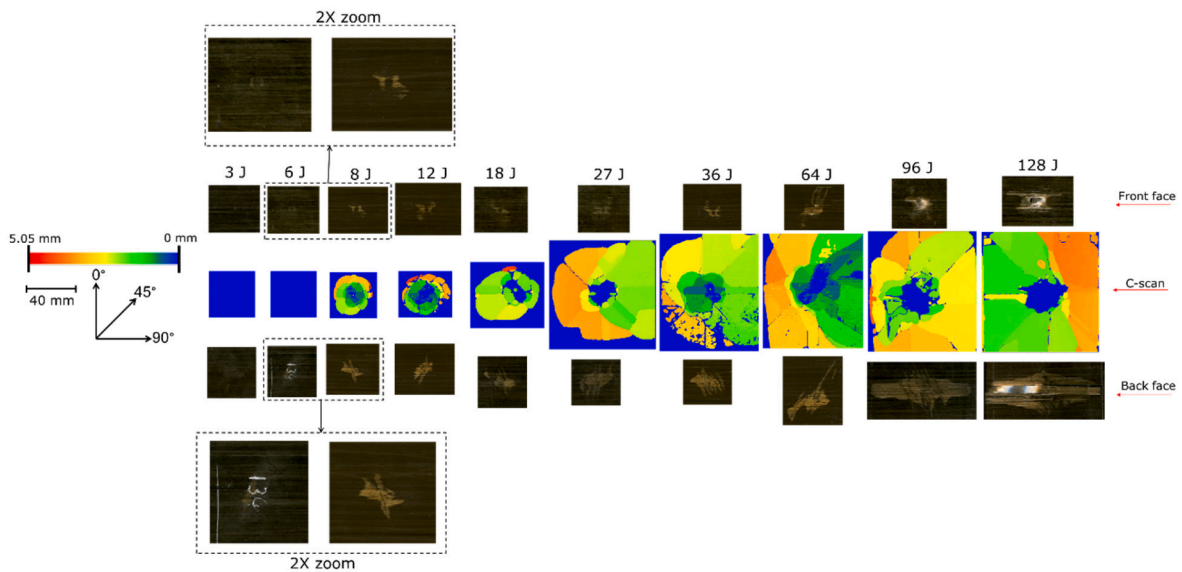 2X zoom
3 J 6 J 8 J 12 J 18 J 27 J 36 J 64 J 96 J 128 J
Front face
5.05 mm 0 mm
40 mm
0°
45°
90°
C-scan
Back face
2X zoom